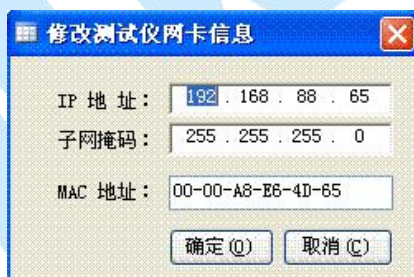 修改测试仪网卡信息
IP 地 址： 192 . 168 . 88 . 65
子网掩码： 255 . 255 . 255 . 0
MAC 地址： 00-00-A8-E6-4D-65
确定(O) 取消(C)